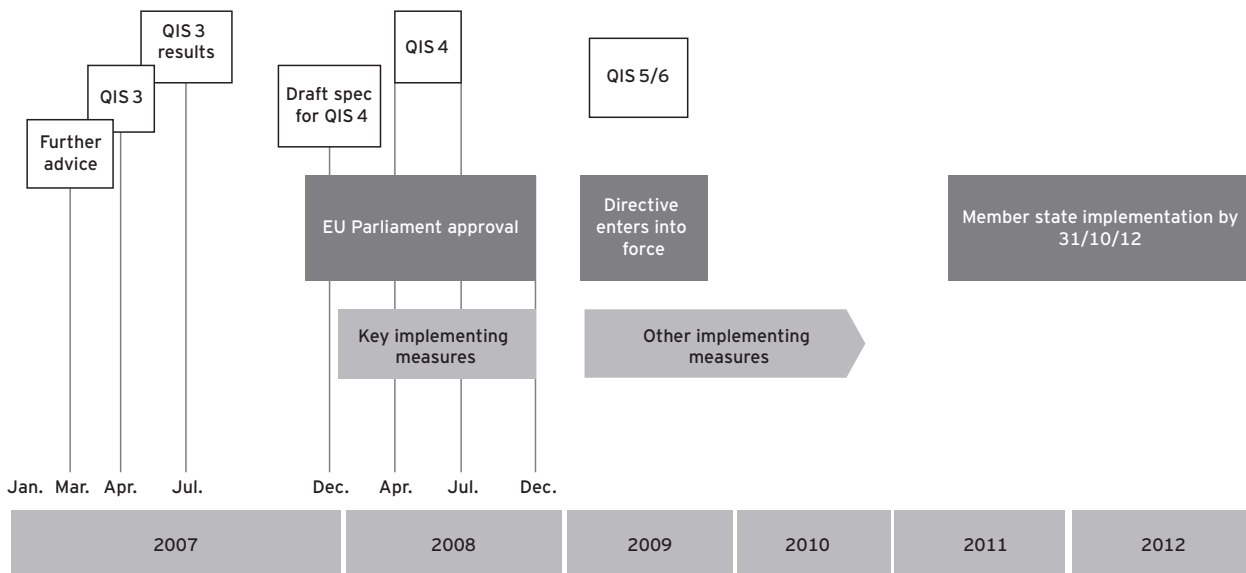 QIS 3
results
QIS 4
QIS 3
QIS 5/6
Draft spec
for QIS 4
Further
advice
EU Parliament approval
Directive
enters into
force
Member state implementation by
31/10/12
Key implementing
measures
Other implementing
measures
Jan. Mar. Apr. Jul. Dec. Apr. Jul. Dec.
2007 2008 2009 2010 2011 2012